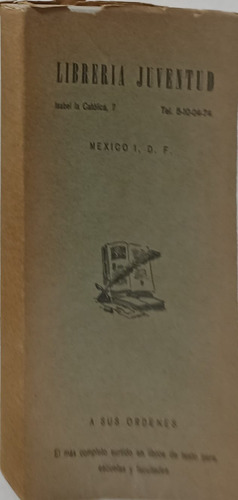 LIBRERIA JUVENTUD
Isabel la Católica, 7 Tel. 5-10-04-74
MEXICO 1, D. F.
A SUS ORDENES
El más completo surtido en libros de texto para
escuelas y facultades